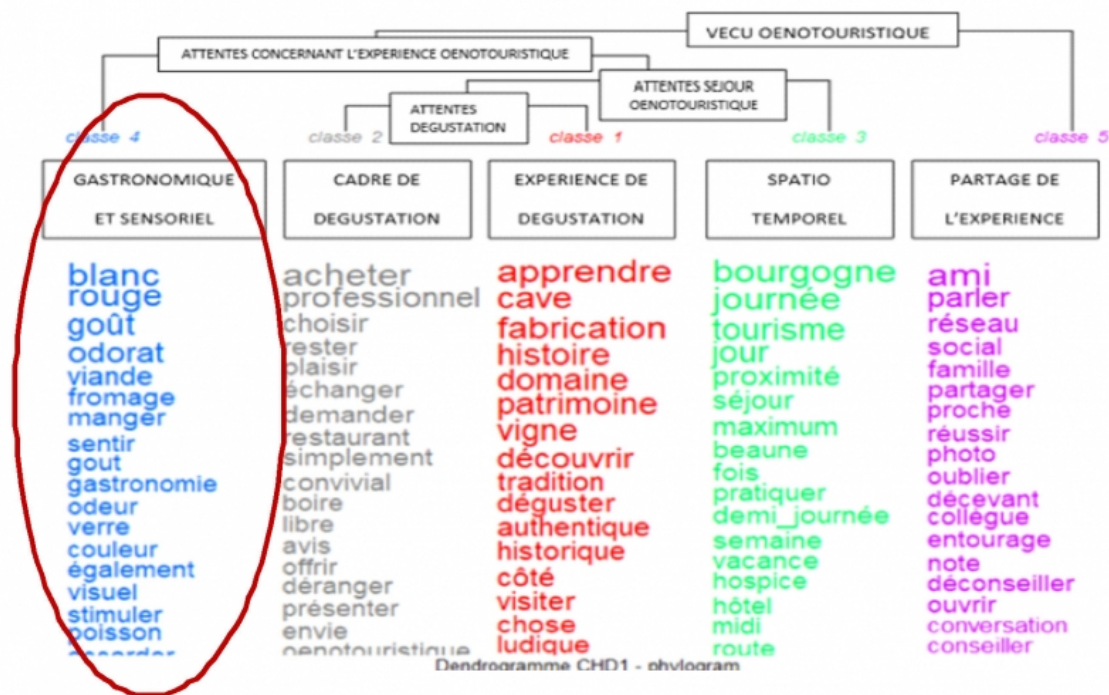 VECU OENOTOURISTIQUE
ATTENTES CONCERNANT L'EXPERIENCE OENOTOURISTIQUE
ATTENTES SEJOUR
OENOTOURISTIQUE
ATTENTES
DEGUSTATION
classe 4
classe 2
classe 1
classe 3
classe 5
GASTRONOMIQUE
ET SENSORIEL
CADRE DE
DEGUSTATION
EXPERIENCE DE
DEGUSTATION
SPATIO
TEMPOREL
PARTAGE DE
L'EXPERIENCE
blanc
rouge
goût
odorat
viande
fromage
manger
sentir
gout
gastronomie
odeur
verre
couleur
également
visuel
stimuler
poisson
accorder
acheter
professionnel
choisir
rester
plaisir
échanger
demander
restaurant
simplement
convivial
boire
libre
avis
offrir
déranger
présenter
envie
oenotouristique
apprendre
cave
fabrication
histoire
domaine
patrimoine
vigne
découvrir
tradition
déguster
authentique
historique
côté
visiter
chose
ludique
bourgogne
journée
tourisme
jour
proximité
séjour
maximum
beaune
fois
pratiquer
demi_journée
semaine
vacance
hospice
hôtel
midi
route
ami
parler
réseau
social
famille
partager
proche
réussir
photo
oublier
décevant
collègue
entourage
note
déconseiller
ouvrir
conversation
conseiller
Dendrogramme CHD1 - phylogram